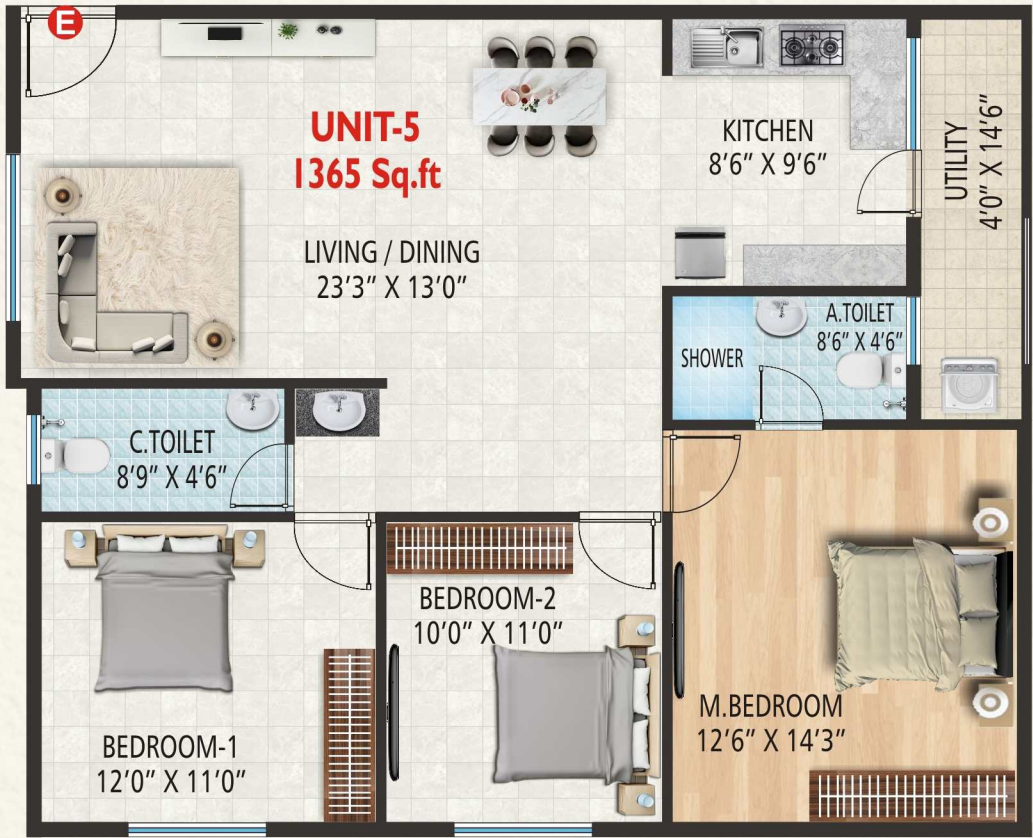 E
UNIT-5
1365 Sq.ft
LIVING / DINING
23'3" X 13'0"
KITCHEN
8'6" X 9'6"
UTILITY
4'0" X 14'6"
A.TOILET
8'6" X 4'6"
SHOWER
C.TOILET
8'9" X 4'6"
BEDROOM-1
12'0" X 11'0"
BEDROOM-2
10'0" X 11'0"
M.BEDROOM
12'6" X 14'3"